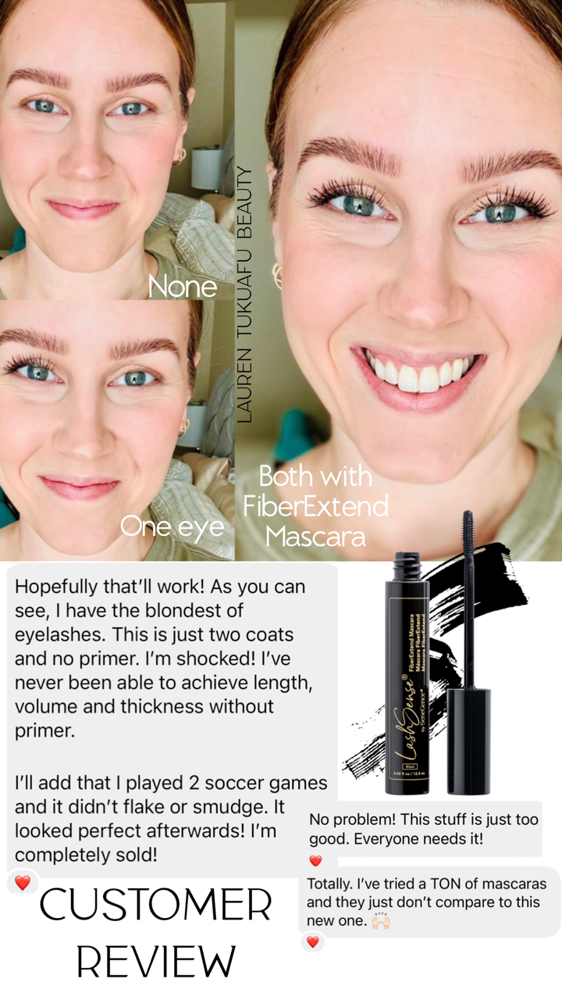 None
LAUREN TUKUAFU BEAUTY
One eye
Both with
FiberExtend
Mascara
Hopefully that'll work! As you can
see, I have the blondest of
eyelashes. This is just two coats
and no primer. I'm shocked! I've
never been able to achieve length,
volume and thickness without
primer.
I'll add that I played 2 soccer games
and it didn't flake or smudge. It
looked perfect afterwards! I'm
completely sold!
LashSense®
by SeneGence®
FiberExtend Mascara
Máscara FiberExtend
Mascara FiberExtend
Black
0.42 fl oz / 12.5 mL
No problem! This stuff is just too
good. Everyone needs it!
❤️
Totally. I've tried a TON of mascaras
and they just don't compare to this
new one. 🙌🏻
❤️
❤️
CUSTOMER
REVIEW